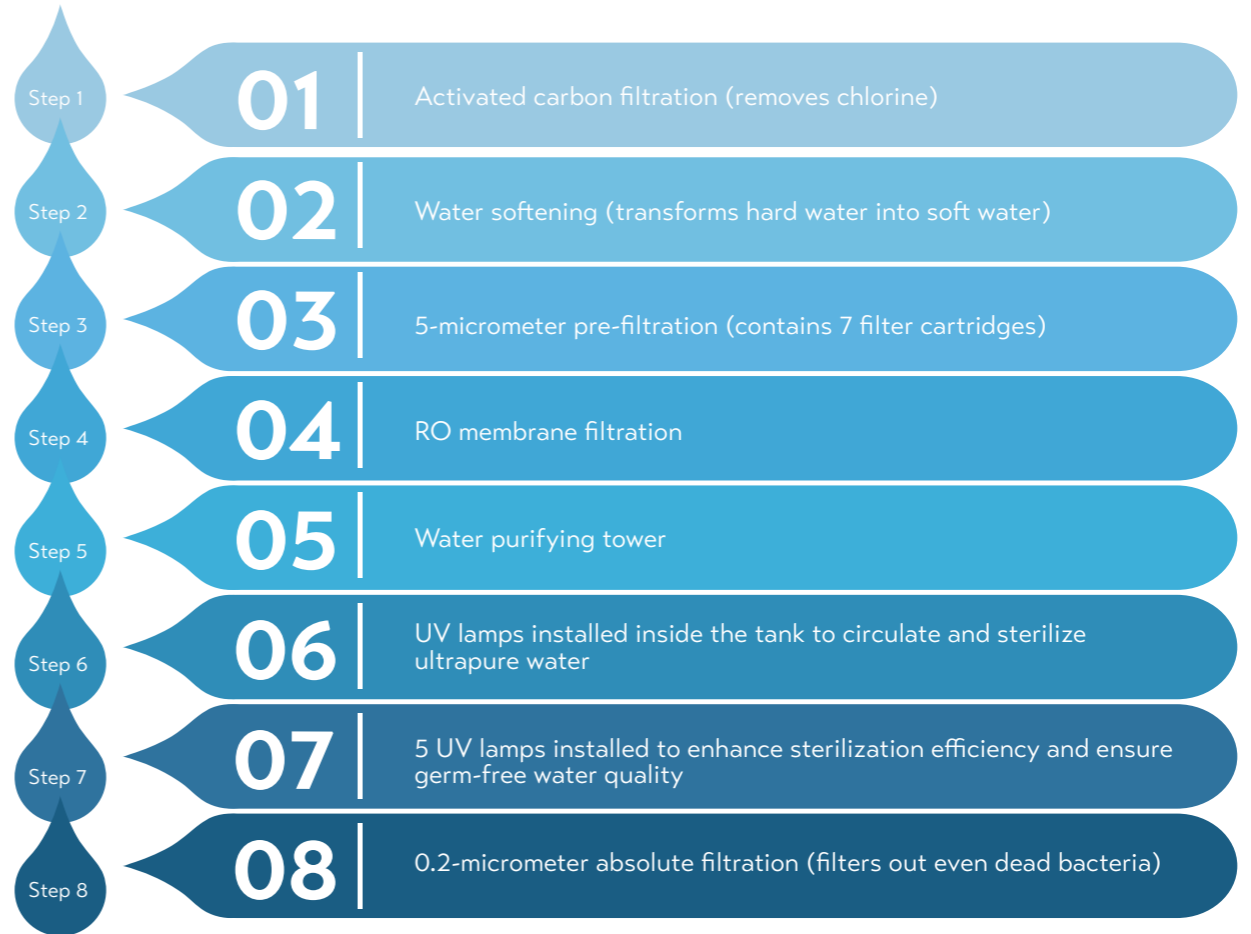 Step 1
01
Activated carbon filtration (removes chlorine)
Step 2
02
Water softening (transforms hard water into soft water)
Step 3
03
5-micrometer pre-filtration (contains 7 filter cartridges)
Step 4
04
RO membrane filtration
Step 5
05
Water purifying tower
Step 6
06
UV lamps installed inside the tank to circulate and sterilize
ultrapure water
Step 7
07
5 UV lamps installed to enhance sterilization efficiency and ensure
germ-free water quality
Step 8
08
0.2-micrometer absolute filtration (filters out even dead bacteria)